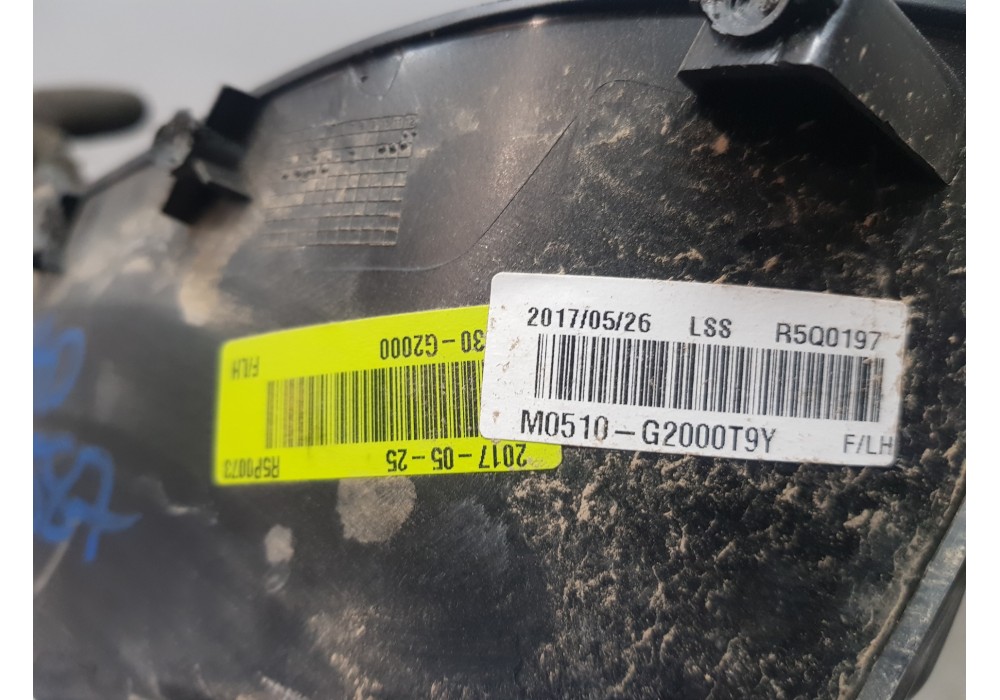 2017/05/26 LSS R5Q0197
M0510-G2000T9Y F/LH
2017-05-25 R5P0073
30-G2000 F/LH